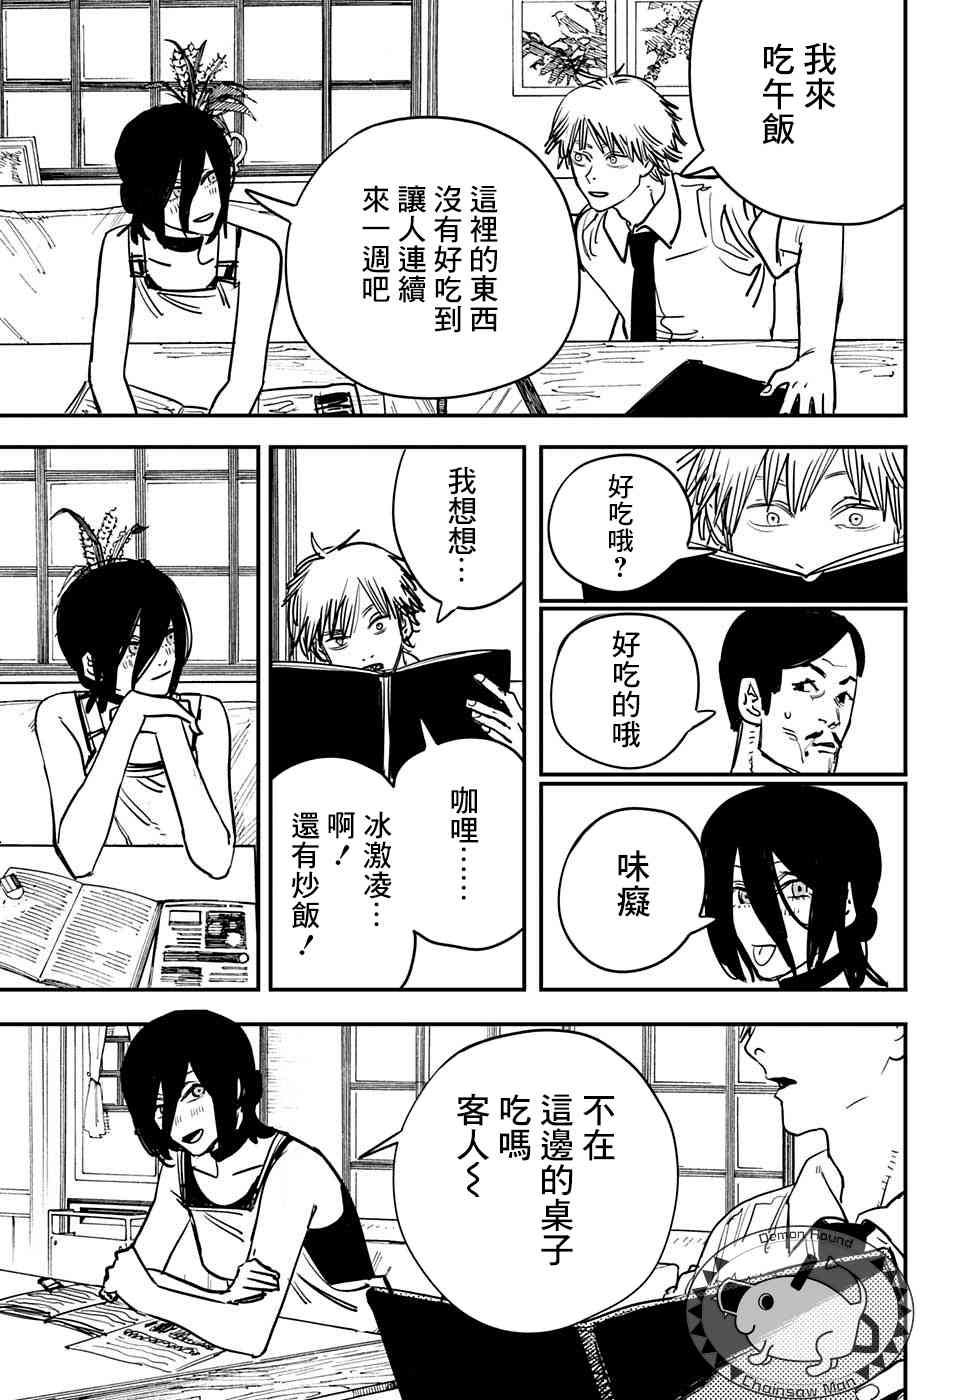 我來
吃午飯
這裡的東西
沒有好吃到
讓人連續
來一週吧
好吃哦?
好吃的哦
味癡
我想想…
咖哩……
冰激凌…
啊!
還有炒飯!
不在
這邊的桌子
吃嗎
客人~
Demon Hound
Chainsaw Man